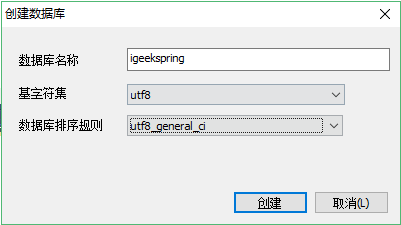 创建数据库
数据库名称 igeekspring
基字符集 utf8
数据库排序规则 utf8_general_ci
创建 取消(L)